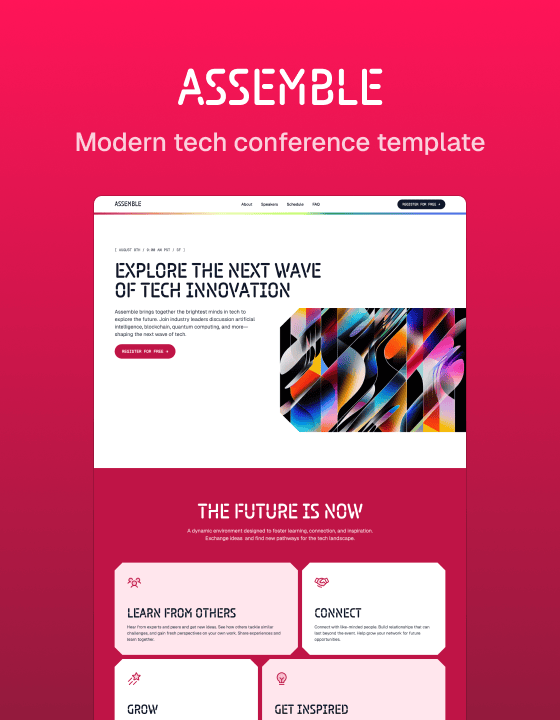 ASSEMBLE
Modern tech conference template
ASSEMBLE
About Speakers Schedule FAQ
REGISTER FOR FREE →
[ AUGUST 8TH / 8:00 AM PST / SF ]
EXPLORE THE NEXT WAVE
OF TECH INNOVATION
Assemble brings together the brightest minds in tech to
explore the future. Join industry leaders discussion artificial
intelligence, blockchain, quantum computing, and more—
shaping the next wave of tech.
REGISTER FOR FREE →
THE FUTURE IS NOW
A dynamic environment designed to foster learning, connection, and inspiration.
Exchange ideas and find new pathways for the tech landscape.
LEARN FROM OTHERS
Hear from experts and peers and get new ideas. See how others tackle similar
challenges, and gain fresh perspectives on your own work. Share experiences and
learn together.
CONNECT
Connect with like-minded people. Build relationships that can
last beyond the event. Help grow your network for future
opportunities.
GROW
GET INSPIRED